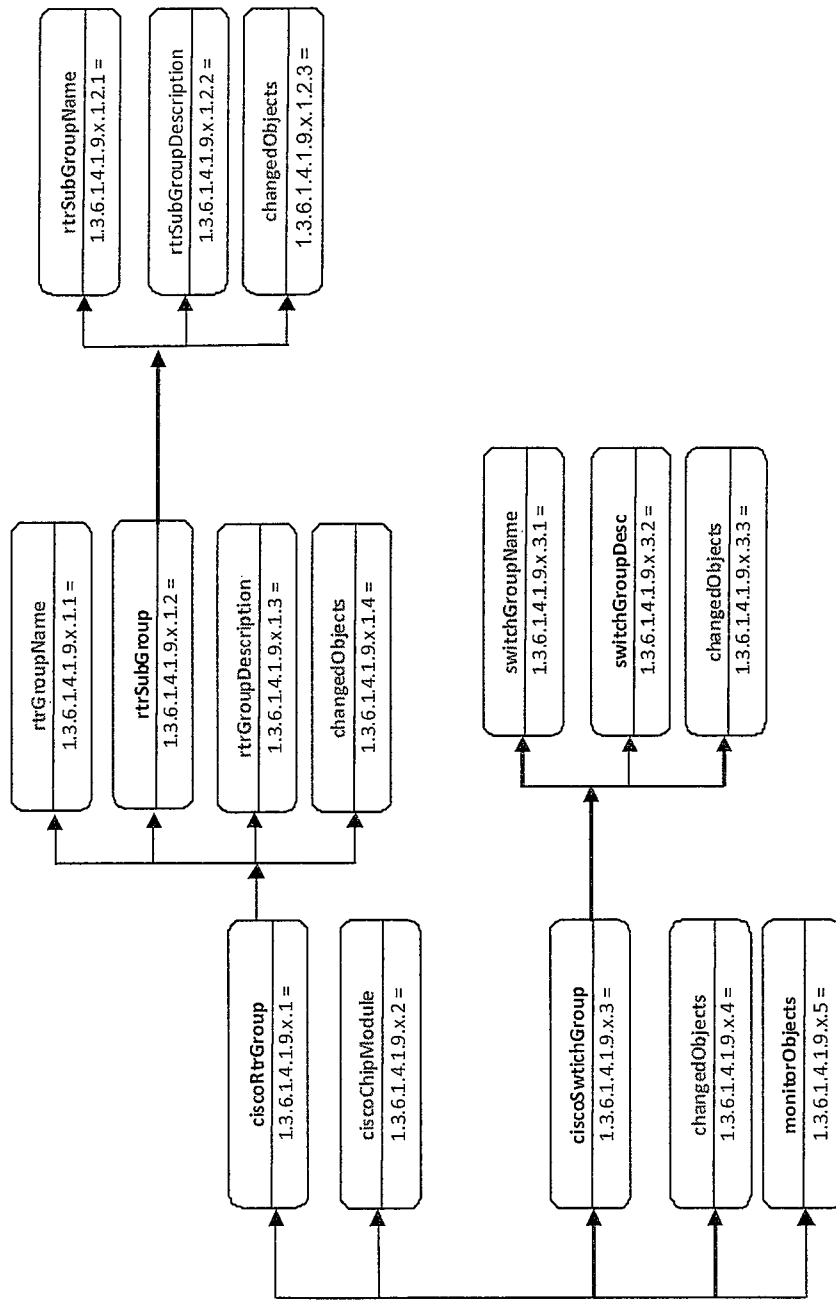 ciscoRtrGroup
1.3.6.1.4.1.9.x.1 =
ciscoChipModule
1.3.6.1.4.1.9.x.2 =
ciscoSwtichGroup
1.3.6.1.4.1.9.x.3 =
changedObjects
1.3.6.1.4.1.9.x.4 =
monitorObjects
1.3.6.1.4.1.9.x.5 =
rtrGroupName
1.3.6.1.4.1.9.x.1.1 =
rtrSubGroup
1.3.6.1.4.1.9.x.1.2 =
rtrGroupDescription
1.3.6.1.4.1.9.x.1.3 =
changedObjects
1.3.6.1.4.1.9.x.1.4 =
switchGroupName
1.3.6.1.4.1.9.x.3.1 =
switchGroupDesc
1.3.6.1.4.1.9.x.3.2 =
changedObjects
1.3.6.1.4.1.9.x.3.3 =
rtrSubGroupName
1.3.6.1.4.1.9.x.1.2.1 =
rtrSubGroupDescription
1.3.6.1.4.1.9.x.1.2.2 =
changedObjects
1.3.6.1.4.1.9.x.1.2.3 =